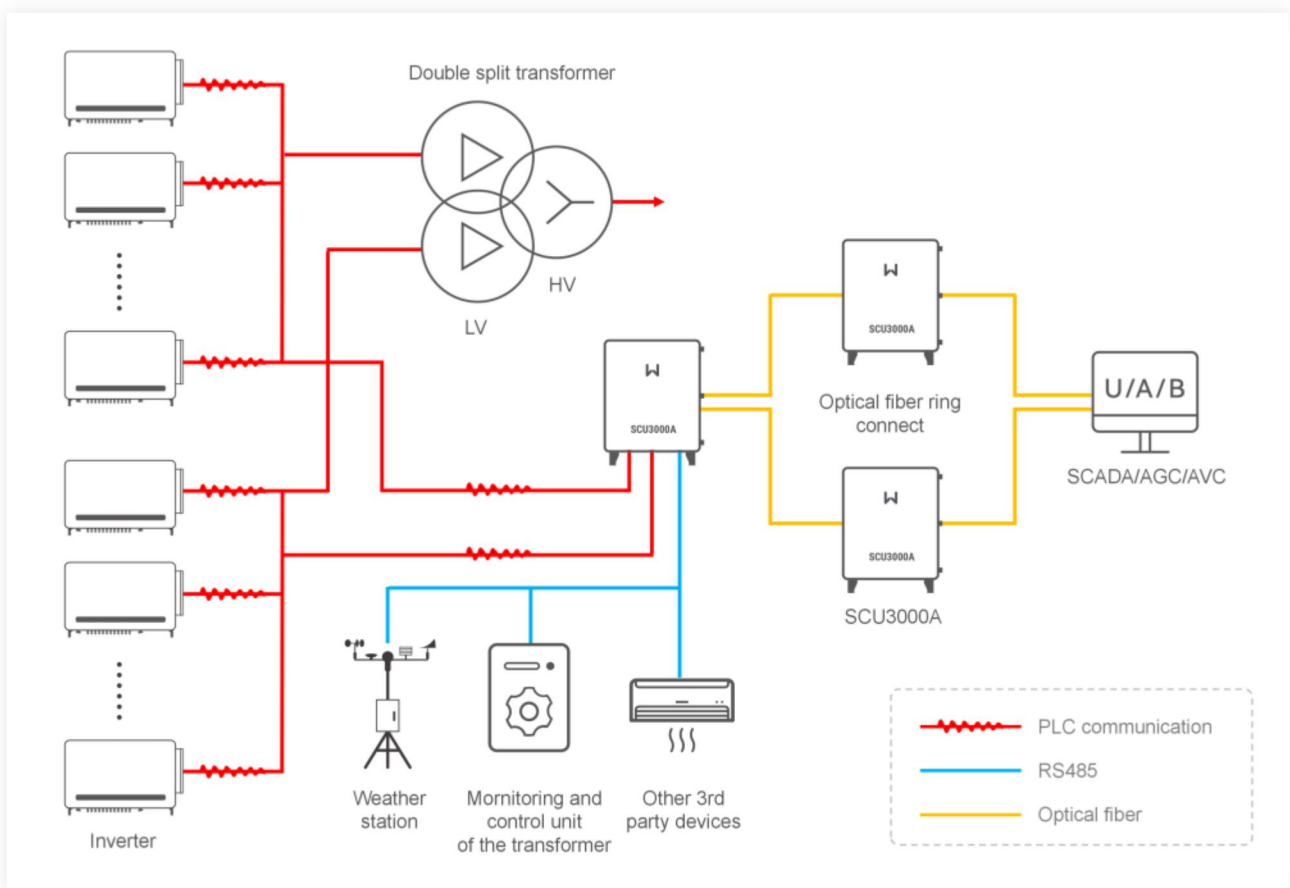 Double split transformer
HV
LV
SCU3000A
SCU3000A
Optical fiber ring
connect
U/A/B
SCADA/AGC/AVC
SCU3000A
SCU3000A
Weather
station
Mornitoring and
control unit
of the transformer
Other 3rd
party devices
Inverter
PLC communication
RS485
Optical fiber